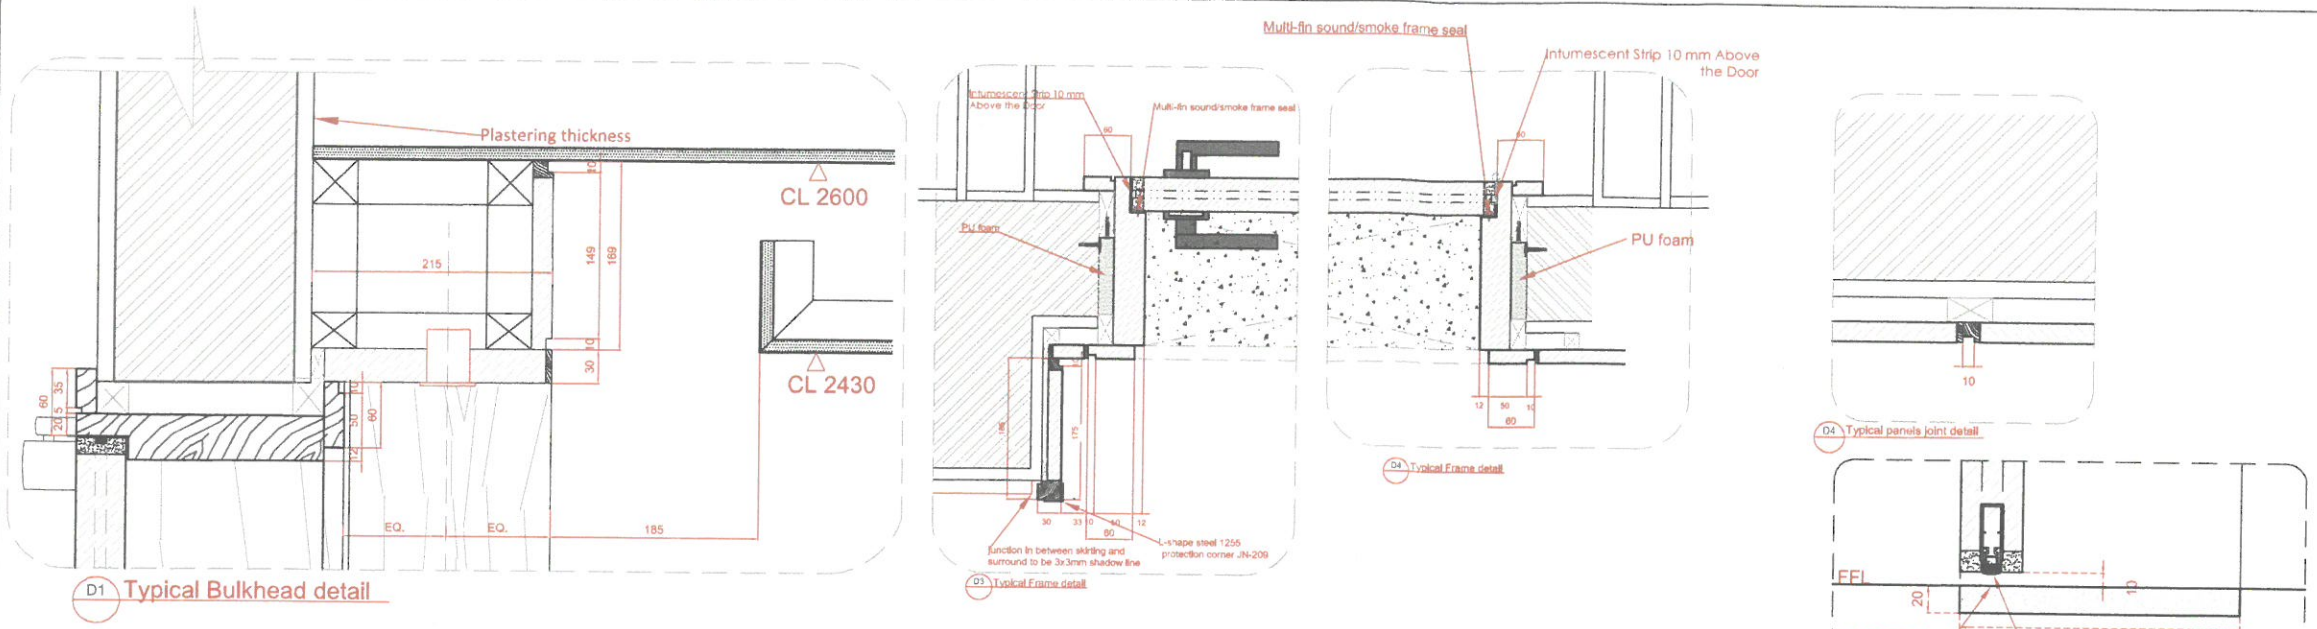 Plastering thickness
CL 2600
CL 2430
215
10
149
169
10
30
35
60
5
20
10
50
60
12
EQ.
EQ.
185
D1 Typical Bulkhead detail
Intumescent Strip 10 mm
Above the Door
Multi-fin sound/smoke frame seal
60
PU foam
175
30
33
10
12
60
Junction in between skirting and
surround to be 3x3mm shadow line
L-shape steel 1255
protection corner JN-209
D3 Typical Frame detail
Multi-fin sound/smoke frame seal
Intumescent Strip 10 mm Above
the Door
60
PU foam
12
50
10
60
D4 Typical Frame detail
10
D4 Typical panels joint detail
FFL
20
10